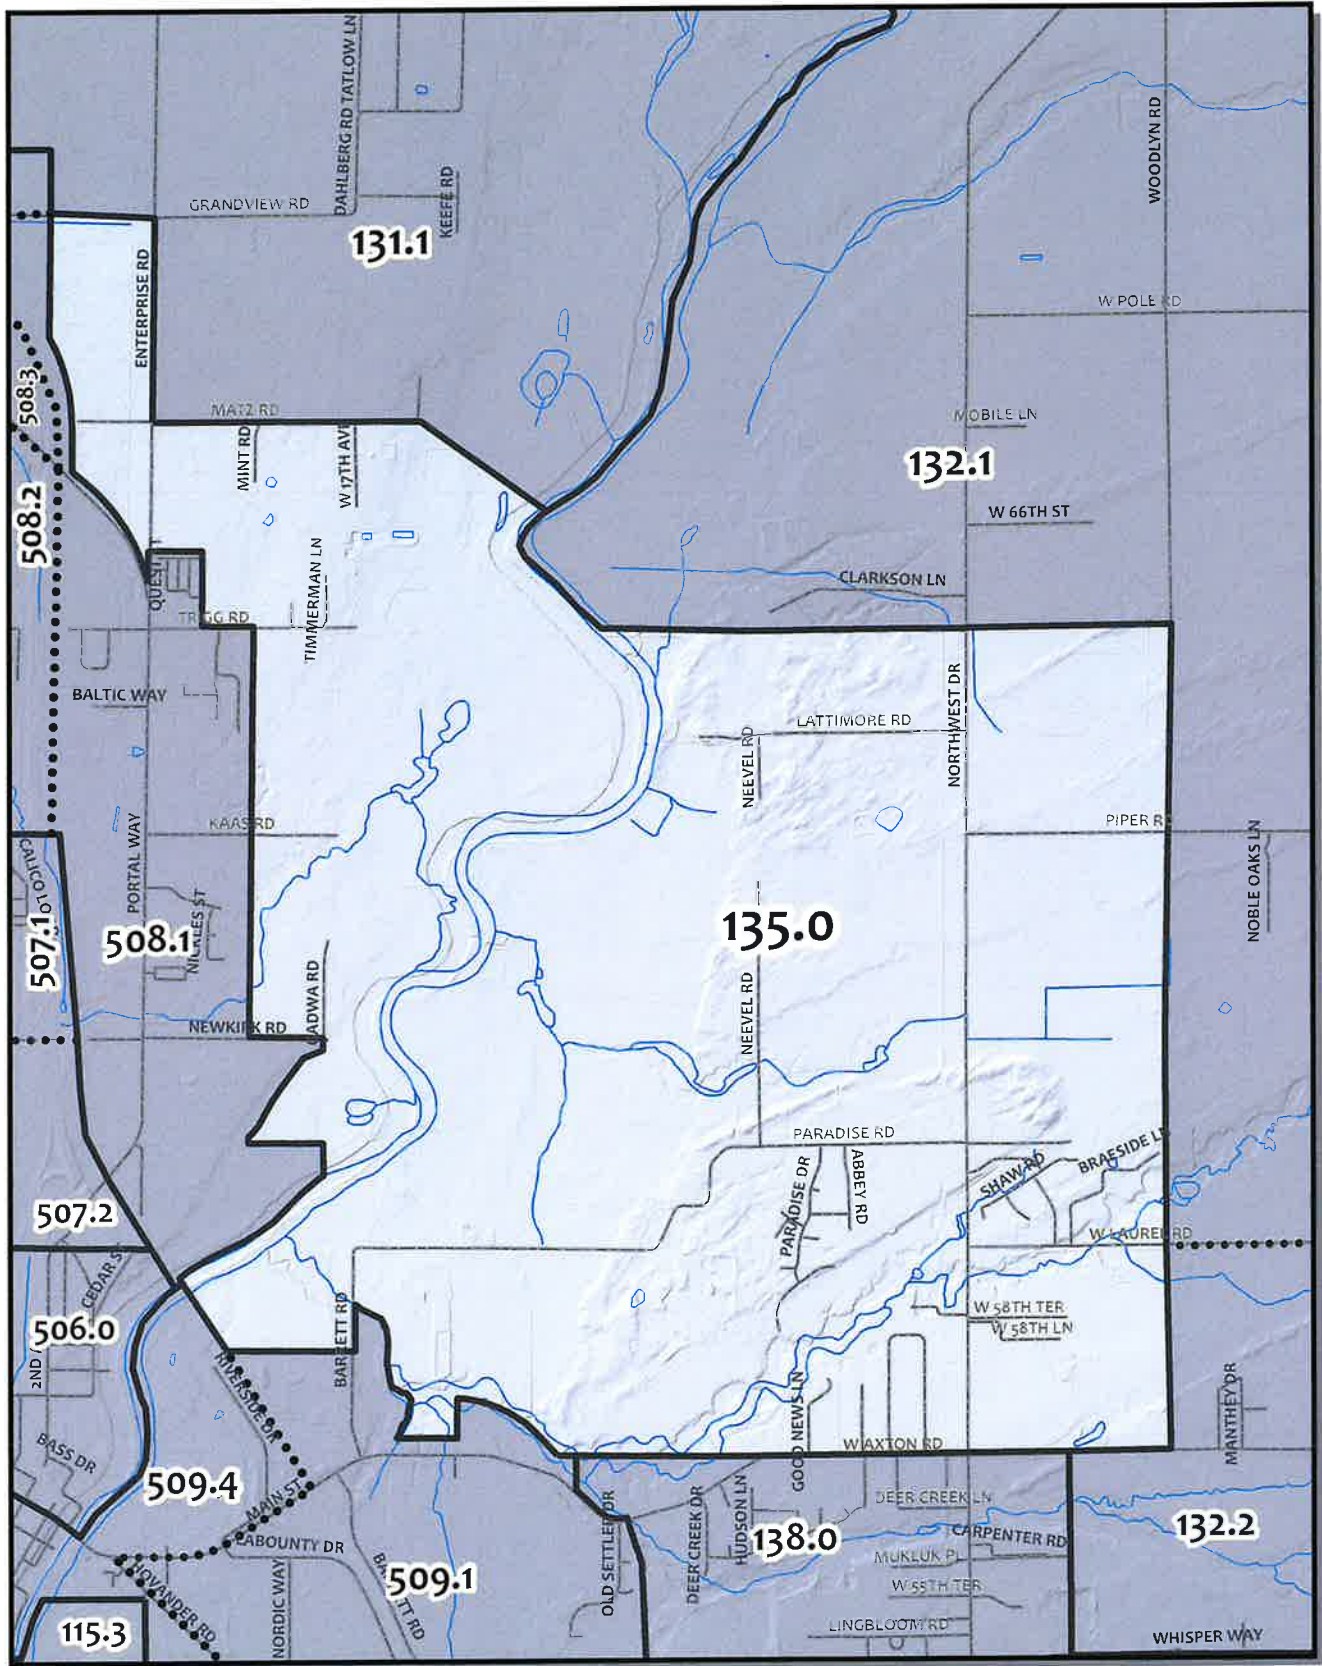 DAHLBERG RD TATLOW LN
KEEFE RD
GRANDVIEW RD
131.1
WOODLYN RD
W POLE RD
ENTERPRISE RD
508.3
MATZ RD
MINT RD
W 17TH AVE
MOBILE LN
132.1
W 66TH ST
508.2
QUEST
TIMMERMAN LN
CLARKSON LN
TRIGG RD
BALTIC WAY
LATTIMORE RD
NEEVEL RD
NORTHWEST DR
KAAS RD
PORTAL WAY
PIPER RD
NOBLE OAKS LN
507.1
508.1
NICKLES ST
135.0
NEWKIRK RD
NEEVEL RD
PARADISE RD
PARADISE DR
ABBEY RD
SHAW RD
BRAESIDE LN
W LAUREL RD
507.2
CEDAR ST
506.0
2ND
BARRETT RD
W 58TH TER
W 58TH LN
RIVERSIDE DR
GOOD NEWS LN
W AXTON RD
MANTHEY DR
BASS DR
509.4
MAIN ST
LABOUNTY DR
HOVANDER RD
NORDIC WAY
BARRETT RD
509.1
OLD SETTLER DR
DEER CREEK DR
HUDSON LN
138.0
DEER CREEK LN
CARPENTER RD
MUKLUK PL
W 55TH TER
LINGBLOOM RD
132.2
WHISPER WAY
115.3